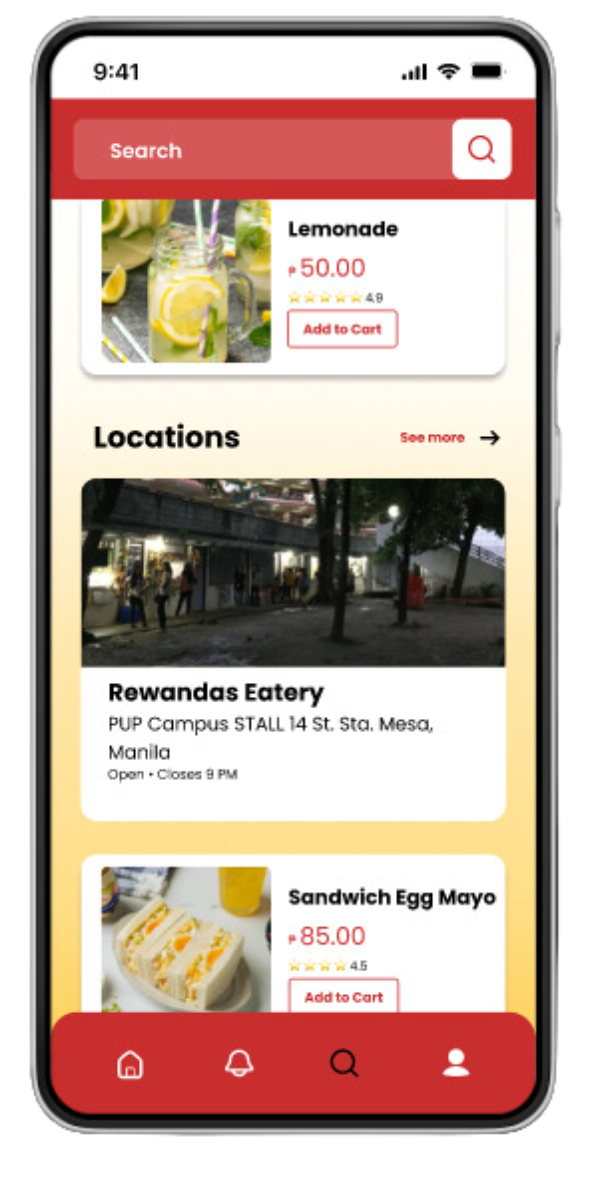 9:41
Search
Lemonade
₱ 50.00
4.9
Add to Cart
Locations
See more
Rewandas Eatery
PUP Campus STALL 14 St. Sta. Mesa,
Manila
Open • Closes 9 PM
Sandwich Egg Mayo
₱ 85.00
4.5
Add to Cart